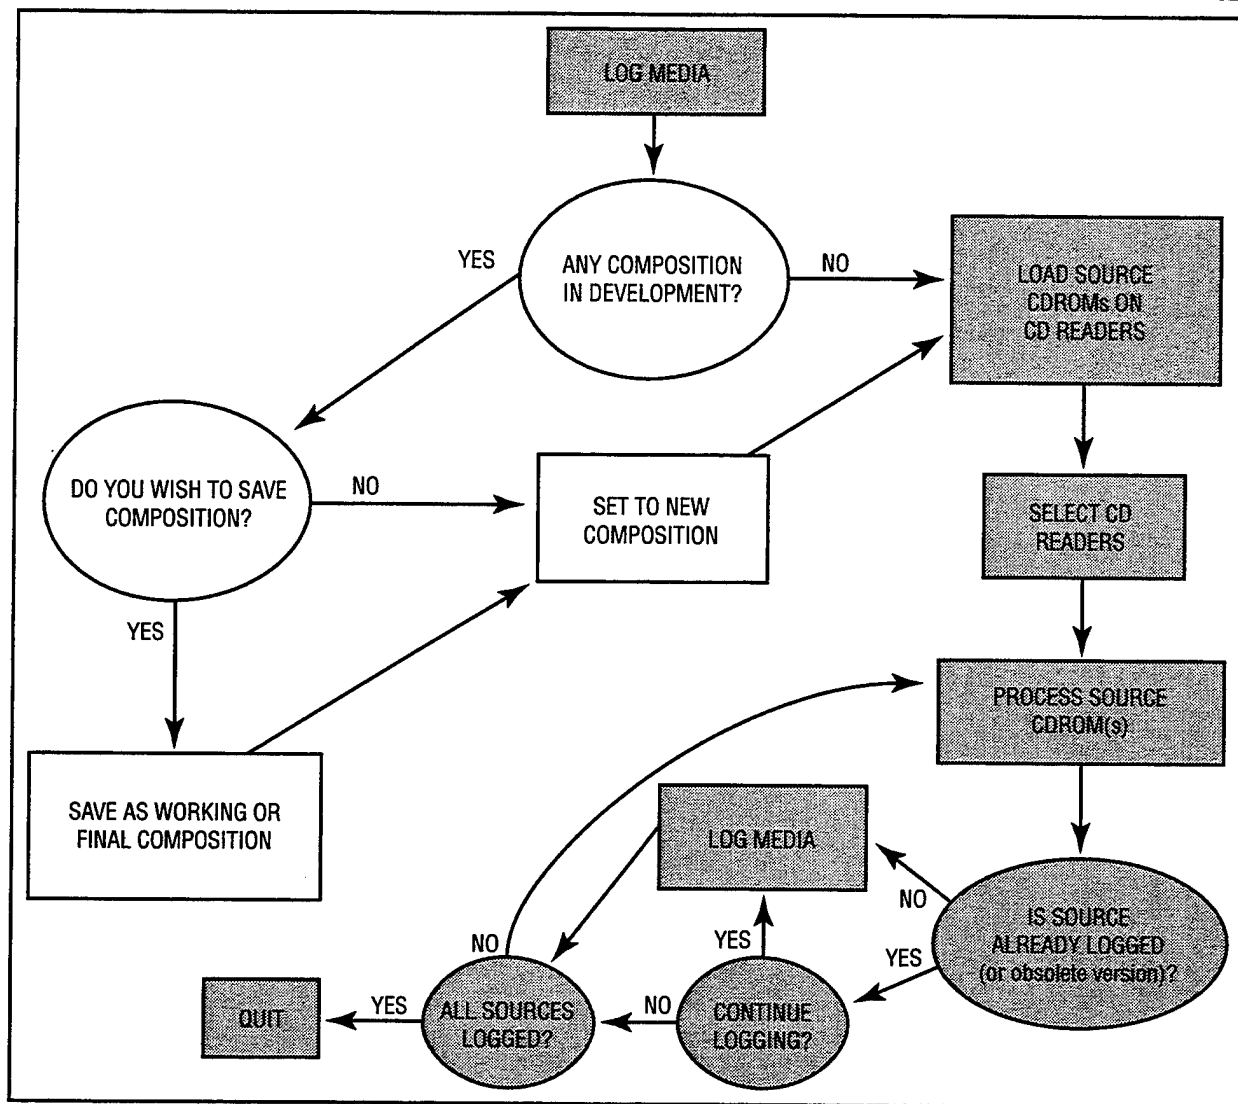 LOG MEDIA
YES
ANY COMPOSITION
IN DEVELOPMENT?
NO
LOAD SOURCE
CDROMs ON
CD READERS
DO YOU WISH TO SAVE
COMPOSITION?
NO
SET TO NEW
COMPOSITION
SELECT CD
READERS
YES
PROCESS SOURCE
CDROM(s)
SAVE AS WORKING OR
FINAL COMPOSITION
LOG MEDIA
NO
IS SOURCE
ALREADY LOGGED
(or obsolete version)?
YES
YES
CONTINUE
LOGGING?
NO
NO
ALL SOURCES
LOGGED?
YES
QUIT